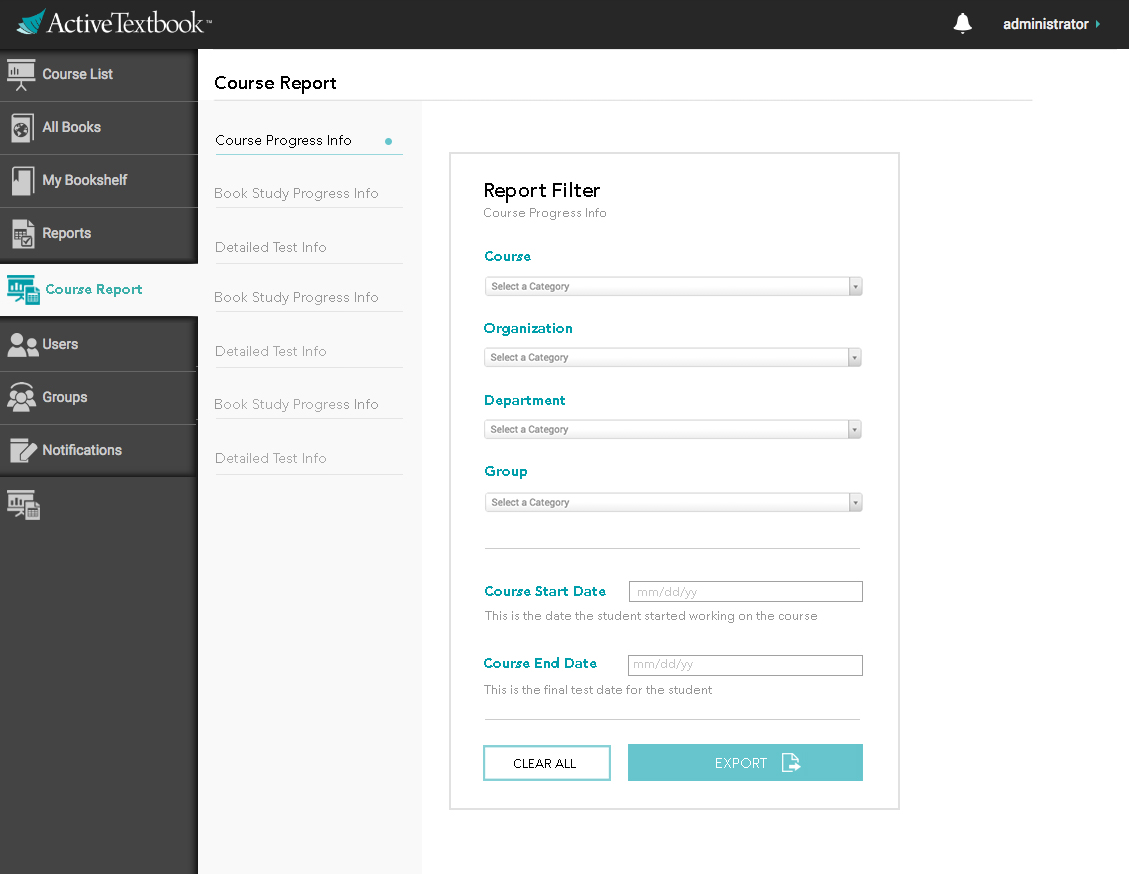 ActiveTextbook™
administrator
Course List
All Books
My Bookshelf
Reports
Course Report
Users
Groups
Notifications
Course Report
Course Progress Info
Book Study Progress Info
Detailed Test Info
Book Study Progress Info
Detailed Test Info
Book Study Progress Info
Detailed Test Info
Report Filter
Course Progress Info
Course
Select a Category
Organization
Select a Category
Department
Select a Category
Group
Select a Category
Course Start Date mm/dd/yy
This is the date the student started working on the course
Course End Date mm/dd/yy
This is the final test date for the student
CLEAR ALL EXPORT